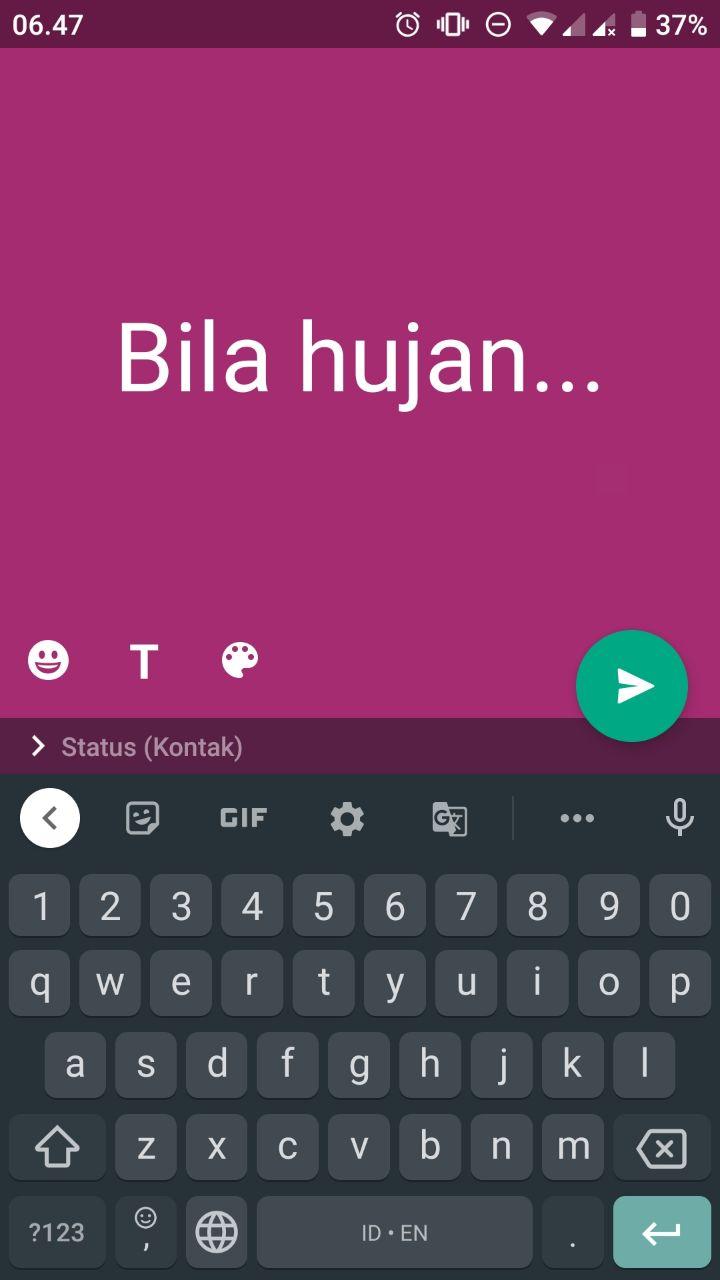 06.47 37%
Bila hujan...
T
Status (Kontak)
GIF G
1 2 3 4 5 6 7 8 9 0
q w e r t y u i o p
a s d f g h j k l
z x c v b n m
?123 , ID • EN .